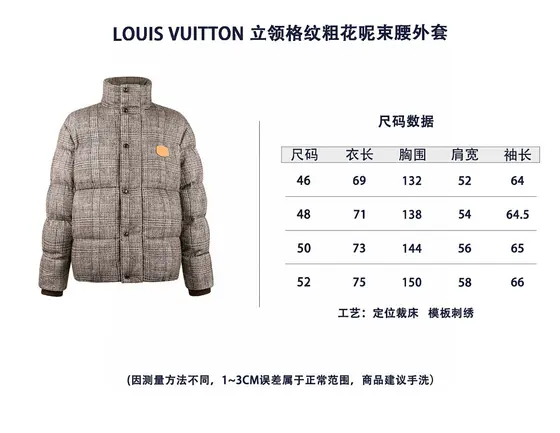 LOUIS VUITTON 立领格纹粗花呢束腰外套
尺码数据
尺码 衣长 胸围 肩宽 袖长
46 69 132 52 64
48 71 138 54 64.5
50 73 144 56 65
52 75 150 58 66
工艺：定位裁床 模板刺绣
(因测量方法不同，1~3CM误差属于正常范围，商品建议手洗)